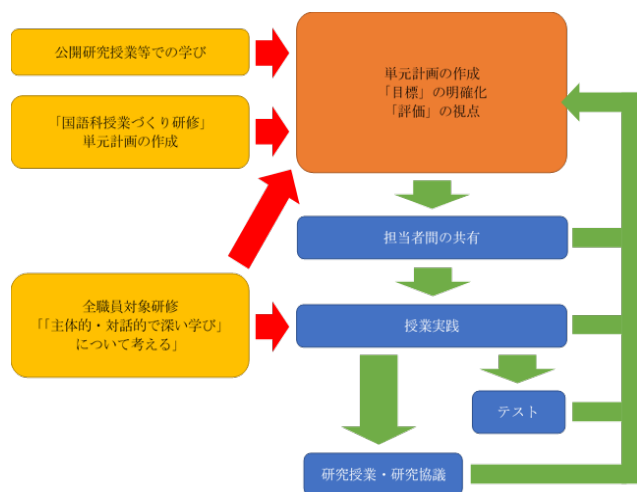 公開研究授業等での学び
「国語科授業づくり研修」
単元計画の作成
単元計画の作成
「目標」の明確化
「評価」の視点
担当者間の共有
全職員対象研修
「「主体的・対話的で深い学び」
について考える」
授業実践
テスト
研究授業・研究協議